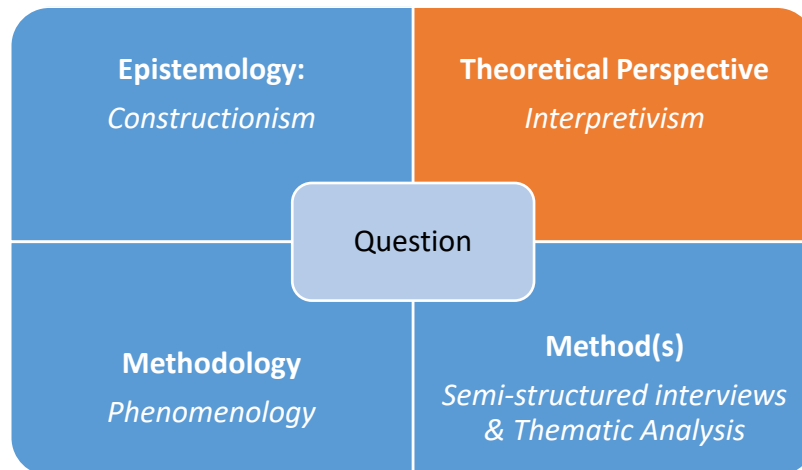 Epistemology:
Constructionism
Theoretical Perspective
Interpretivism
Question
Methodology
Phenomenology
Method(s)
Semi-structured interviews
& Thematic Analysis